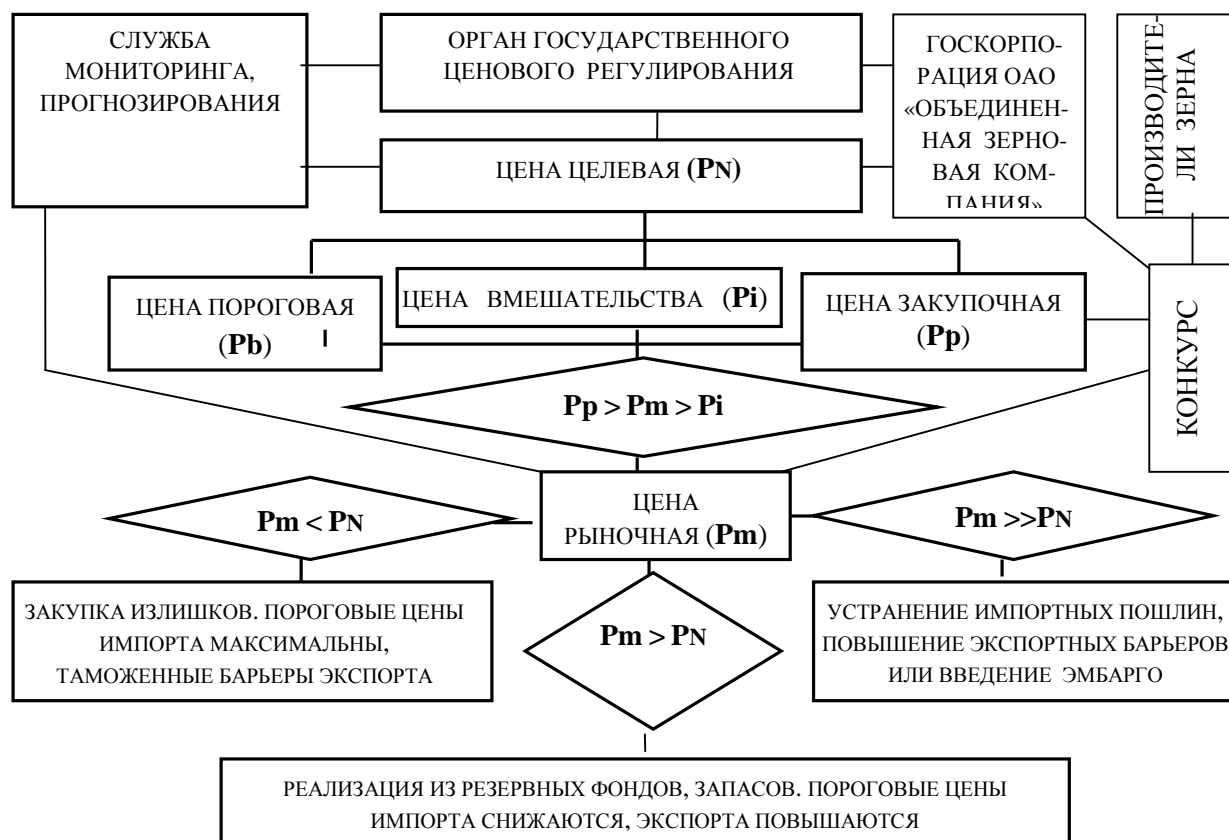 СЛУЖБА
МОНИТОРИНГА,
ПРОГНОЗИРОВАНИЯ
ОРГАН ГОСУДАРСТВЕННОГО
ЦЕНОВОГО РЕГУЛИРОВАНИЯ
ГОСКОРПО-
РАЦИЯ ОАО
«ОБЪЕДИНЕН-
НАЯ ЗЕРНО-
ВАЯ КОМ-
ПАНИЯ»
ПРОИЗВОДИТЕ-
ЛИ ЗЕРНА
ЦЕНА ЦЕЛЕВАЯ (PN)
ЦЕНА ПОРОГОВАЯ
(Pb)
ЦЕНА ВМЕШАТЕЛЬСТВА (Pi)
ЦЕНА ЗАКУПОЧНАЯ
(Pp)
КОНКУРС
Pp > Pm > Pi
ЦЕНА
РЫНОЧНАЯ (Pm)
Pm < PN
Pm >>PN
Pm > PN
ЗАКУПКА ИЗЛИШКОВ. ПОРОГОВЫЕ ЦЕНЫ
ИМПОРТА МАКСИМАЛЬНЫ,
ТАМОЖЕННЫЕ БАРЬЕРЫ ЭКСПОРТА
УСТРАНЕНИЕ ИМПОРТНЫХ ПОШЛИН,
ПОВЫШЕНИЕ ЭКСПОРТНЫХ БАРЬЕРОВ
ИЛИ ВВЕДЕНИЕ ЭМБАРГО
РЕАЛИЗАЦИЯ ИЗ РЕЗЕРВНЫХ ФОНДОВ, ЗАПАСОВ. ПОРОГОВЫЕ ЦЕНЫ
ИМПОРТА СНИЖАЮТСЯ, ЭКСПОРТА ПОВЫШАЮТСЯ